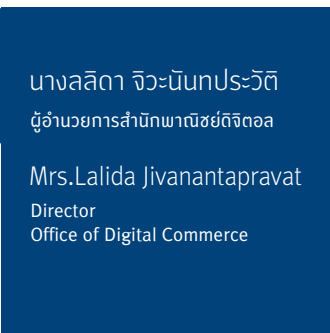 นางลลิดา จิวะนันทประวัติ
ผู้อำนวยการสำนักพาณิชย์ดิจิตอล
Mrs.Lalida Jivanantapravat
Director
Office of Digital Commerce